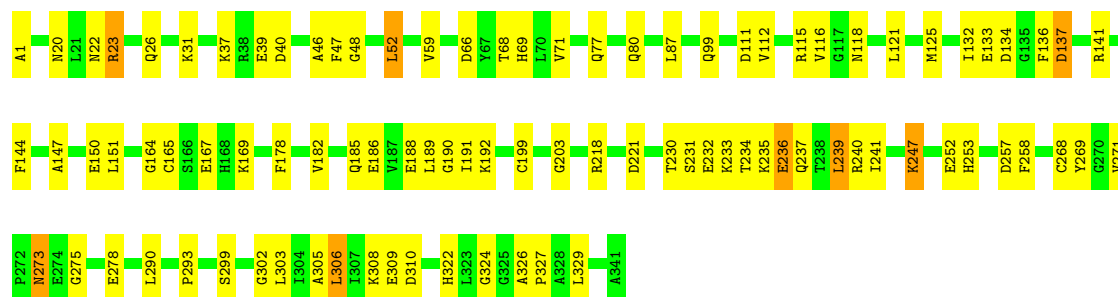 A1 N20 L21 N22 R23 Q26 K31 K37 R38 E39 D40 A46 F47 G48 L52 V59 D66 Y67 T68 H69 L70 V71 Q77 Q80 L87 Q99 D111 V112 R115 V116 G117 N118 L121 M125 I132 E133 D134 G135 F136 D137 R141
F144 A147 E150 L151 G164 C165 S166 E167 H168 K169 F178 V182 Q185 E186 V187 E188 L189 G190 I191 K192 C199 G203 R218 D221 T230 S231 E232 K233 T234 K235 E236 Q237 T238 L239 R240 I241 K247 E252 H253 D257 F258 C268 Y269 G270
P272 N273 E274 G275 E278 L290 P293 S299 G302 L303 I304 A305 L306 I307 K308 E309 D310 H322 L323 G324 G325 A326 P327 A328 L329 A341